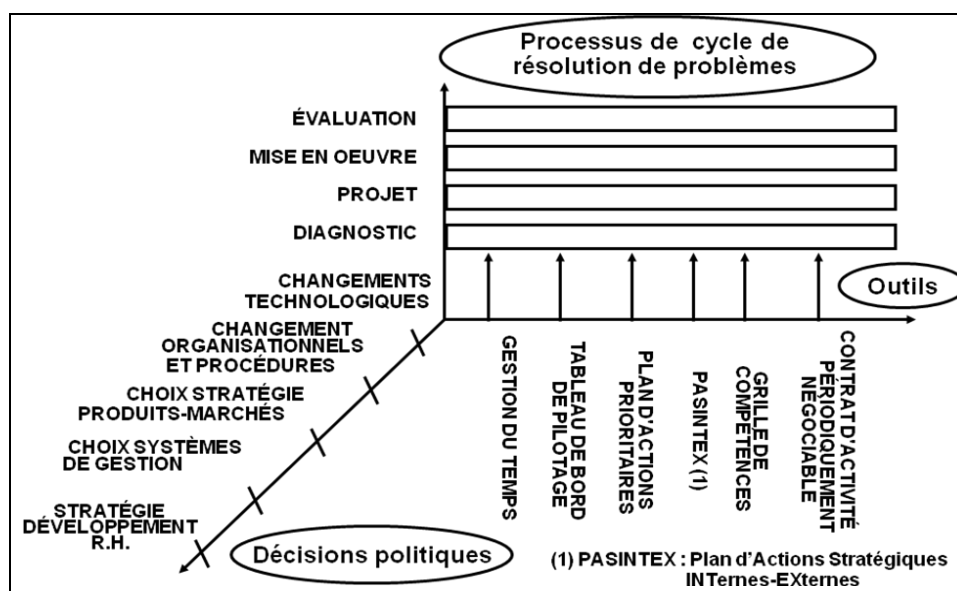 Processus de cycle de
résolution de problèmes
ÉVALUATION
MISE EN OEUVRE
PROJET
DIAGNOSTIC
CHANGEMENTS
TECHNOLOGIQUES
Outils
CHANGEMENT
ORGANISATIONNELS
ET PROCÉDURES
CHOIX STRATÉGIE
PRODUITS-MARCHÉS
CHOIX SYSTÈMES
DE GESTION
STRATÉGIE
DÉVELOPPEMENT
R.H.
Décisions politiques
GESTION DU TEMPS
TABLEAU DE BORD
DE PILOTAGE
PLAN D'ACTIONS
PRIORITAIRES
PASINTEX (1)
GRILLE DE
COMPÉTENCES
CONTRAT D'ACTIVITÉ
PÉRIODIQUEMENT
NEGOCIABLE
(1) PASINTEX : Plan d'Actions Stratégiques
INTernes-EXternes